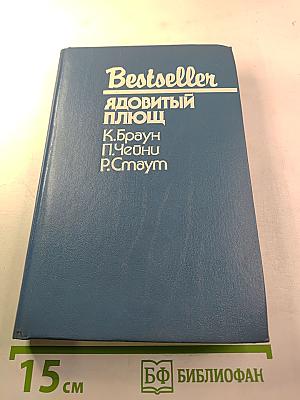 Bestseller
ЯДОВИТЫЙ
ПЛЮЩ
К.Браун
П.Чейни
Р.Стаут
15 см
БФ БИБЛИОФАН